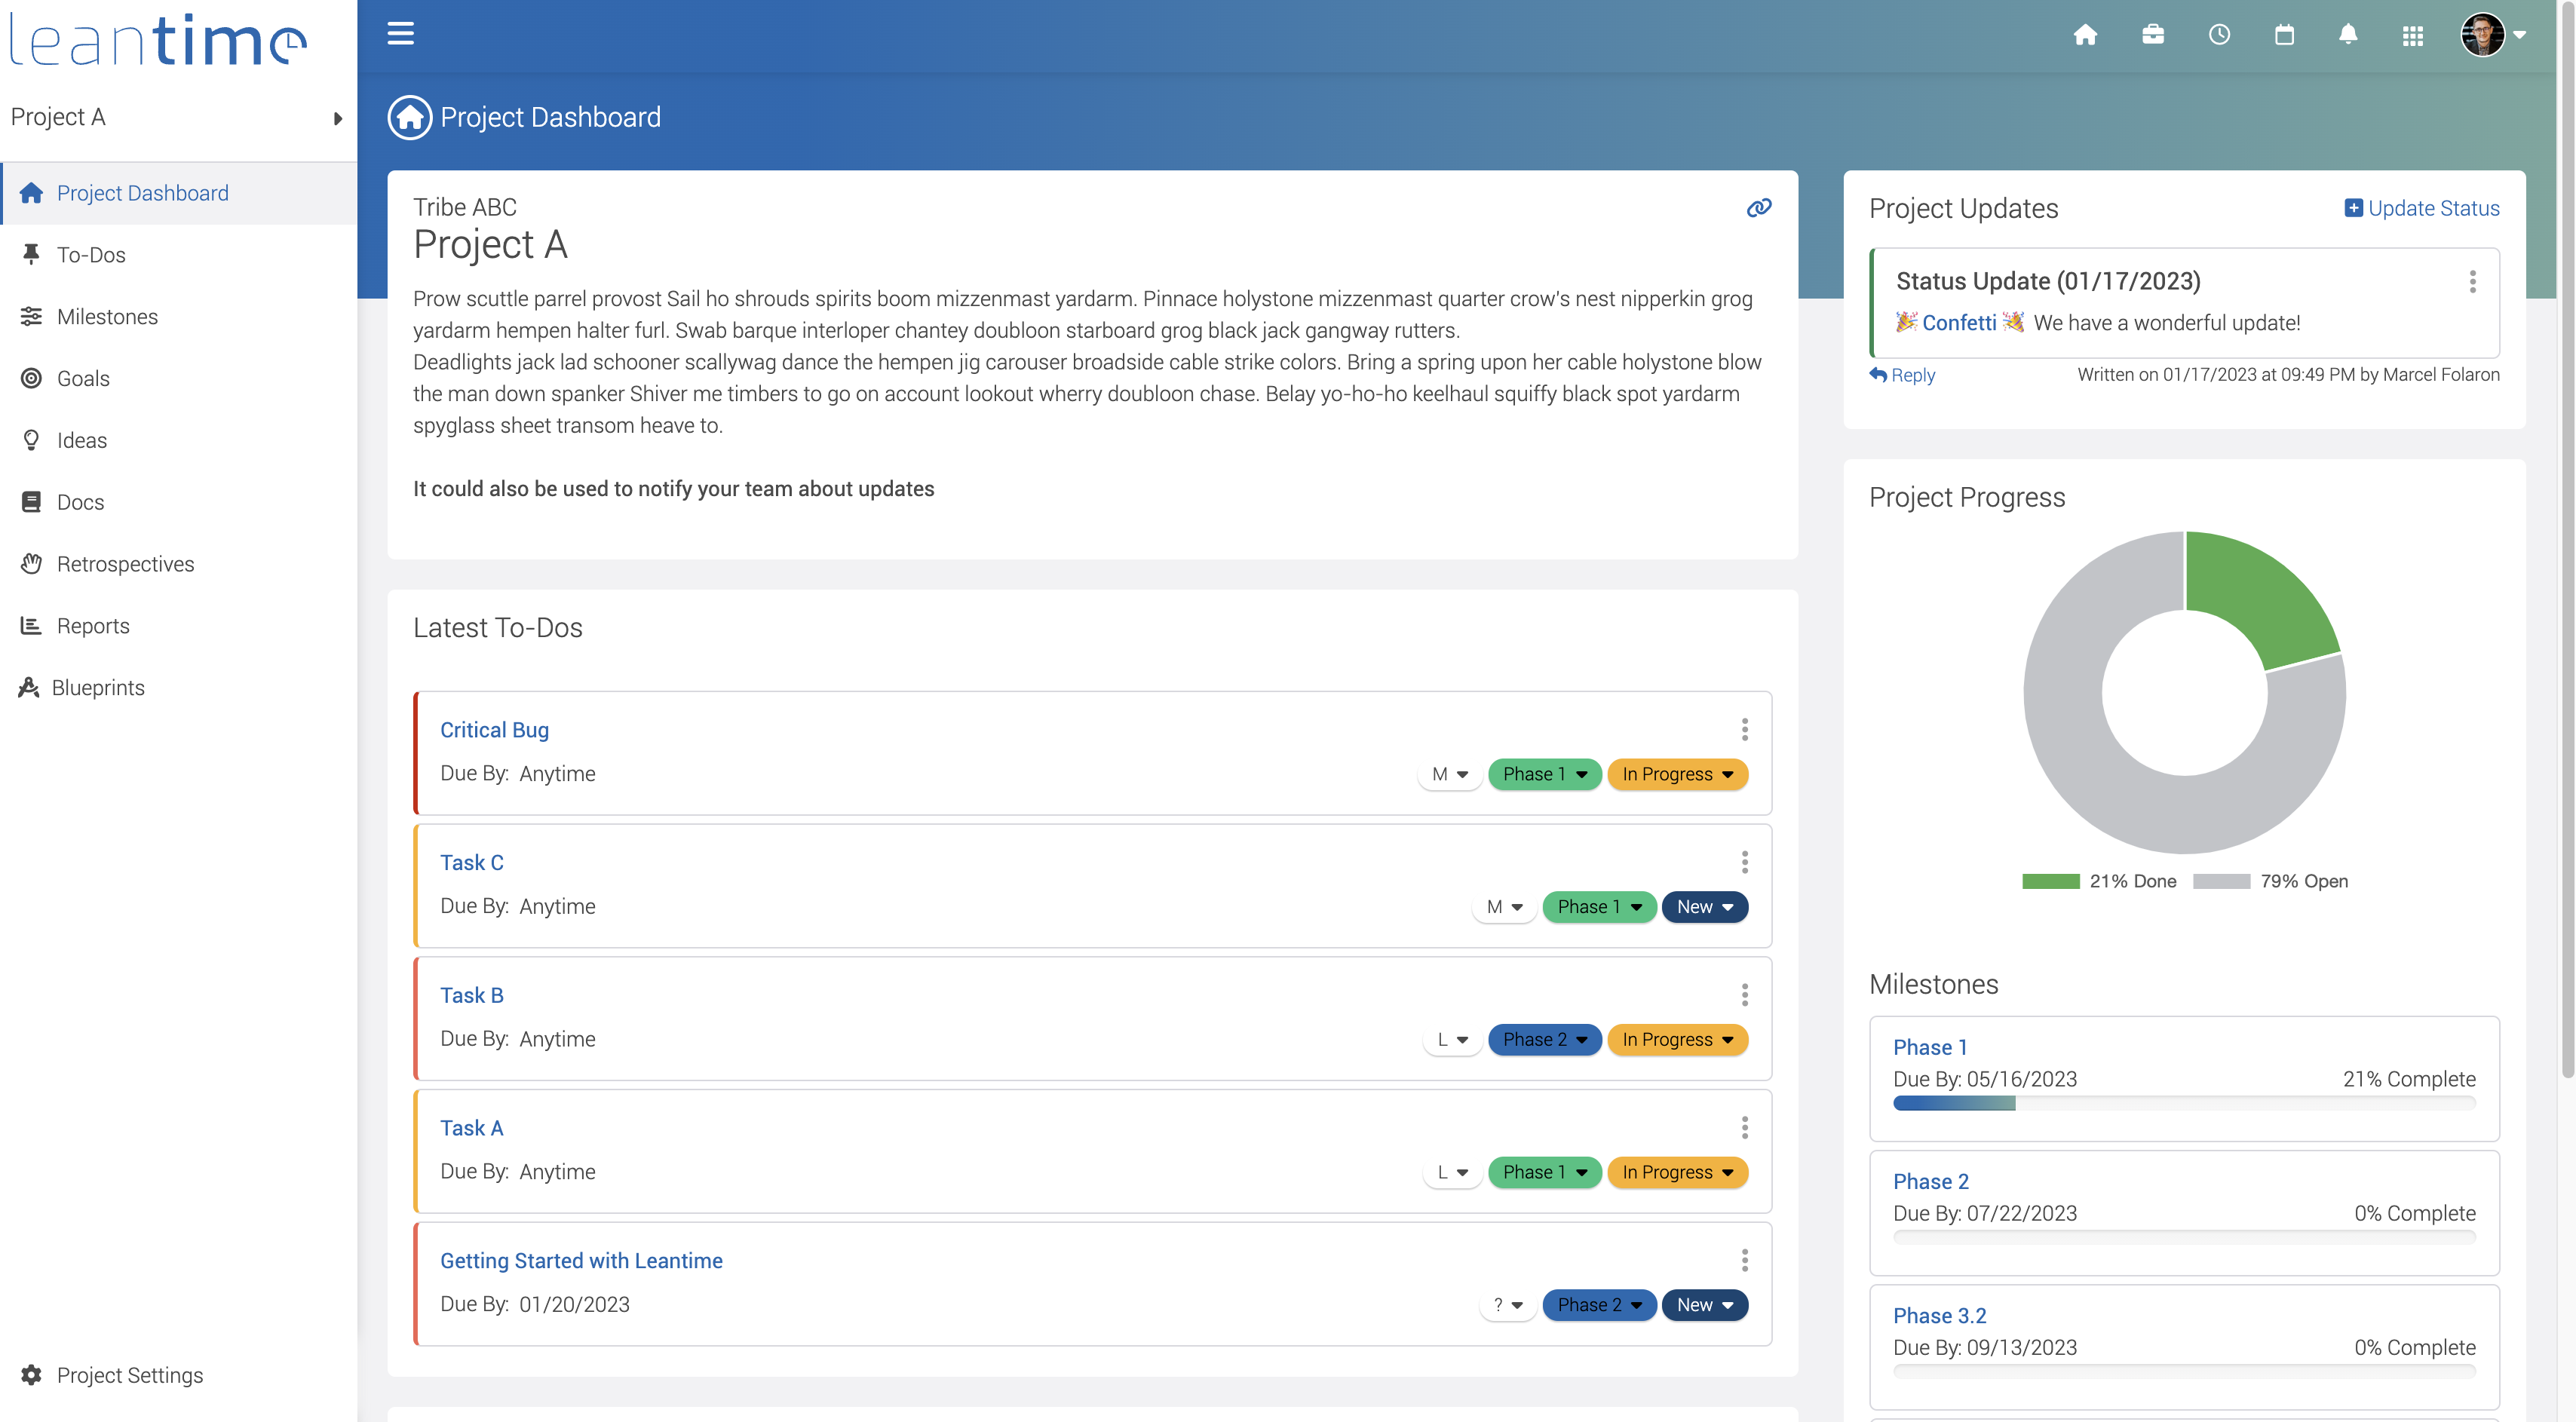 leantime
Project A
Project Dashboard
To-Dos
Milestones
Goals
Ideas
Docs
Retrospectives
Reports
Blueprints
Project Settings
Project Dashboard
Tribe ABC
Project A
Prow scuttle parrel provost Sail ho shrouds spirits boom mizzenmast yardarm. Pinnace holystone mizzenmast quarter crow's nest nipperkin grog
yardarm hempen halter furl. Swab barque interloper chantey doubloon starboard grog black jack gangway rutters.
Deadlights jack lad schooner scallywag dance the hempen jig carouser broadside cable strike colors. Bring a spring upon her cable holystone blow
the man down spanker Shiver me timbers to go on account lookout wherry doubloon chase. Belay yo-ho-ho keelhaul squiffy black spot yardarm
spyglass sheet transom heave to.
It could also be used to notify your team about updates
Latest To-Dos
Critical Bug
Due By: Anytime M Phase 1 In Progress
Task C
Due By: Anytime M Phase 1 New
Task B
Due By: Anytime L Phase 2 In Progress
Task A
Due By: Anytime L Phase 1 In Progress
Getting Started with Leantime
Due By: 01/20/2023 ? Phase 2 New
Project Updates Update Status
Status Update (01/17/2023)
🎉 Confetti 🎉 We have a wonderful update!
Reply Written on 01/17/2023 at 09:49 PM by Marcel Folaron
Project Progress
21% Done 79% Open
Milestones
Phase 1
Due By: 05/16/2023 21% Complete
Phase 2
Due By: 07/22/2023 0% Complete
Phase 3.2
Due By: 09/13/2023 0% Complete